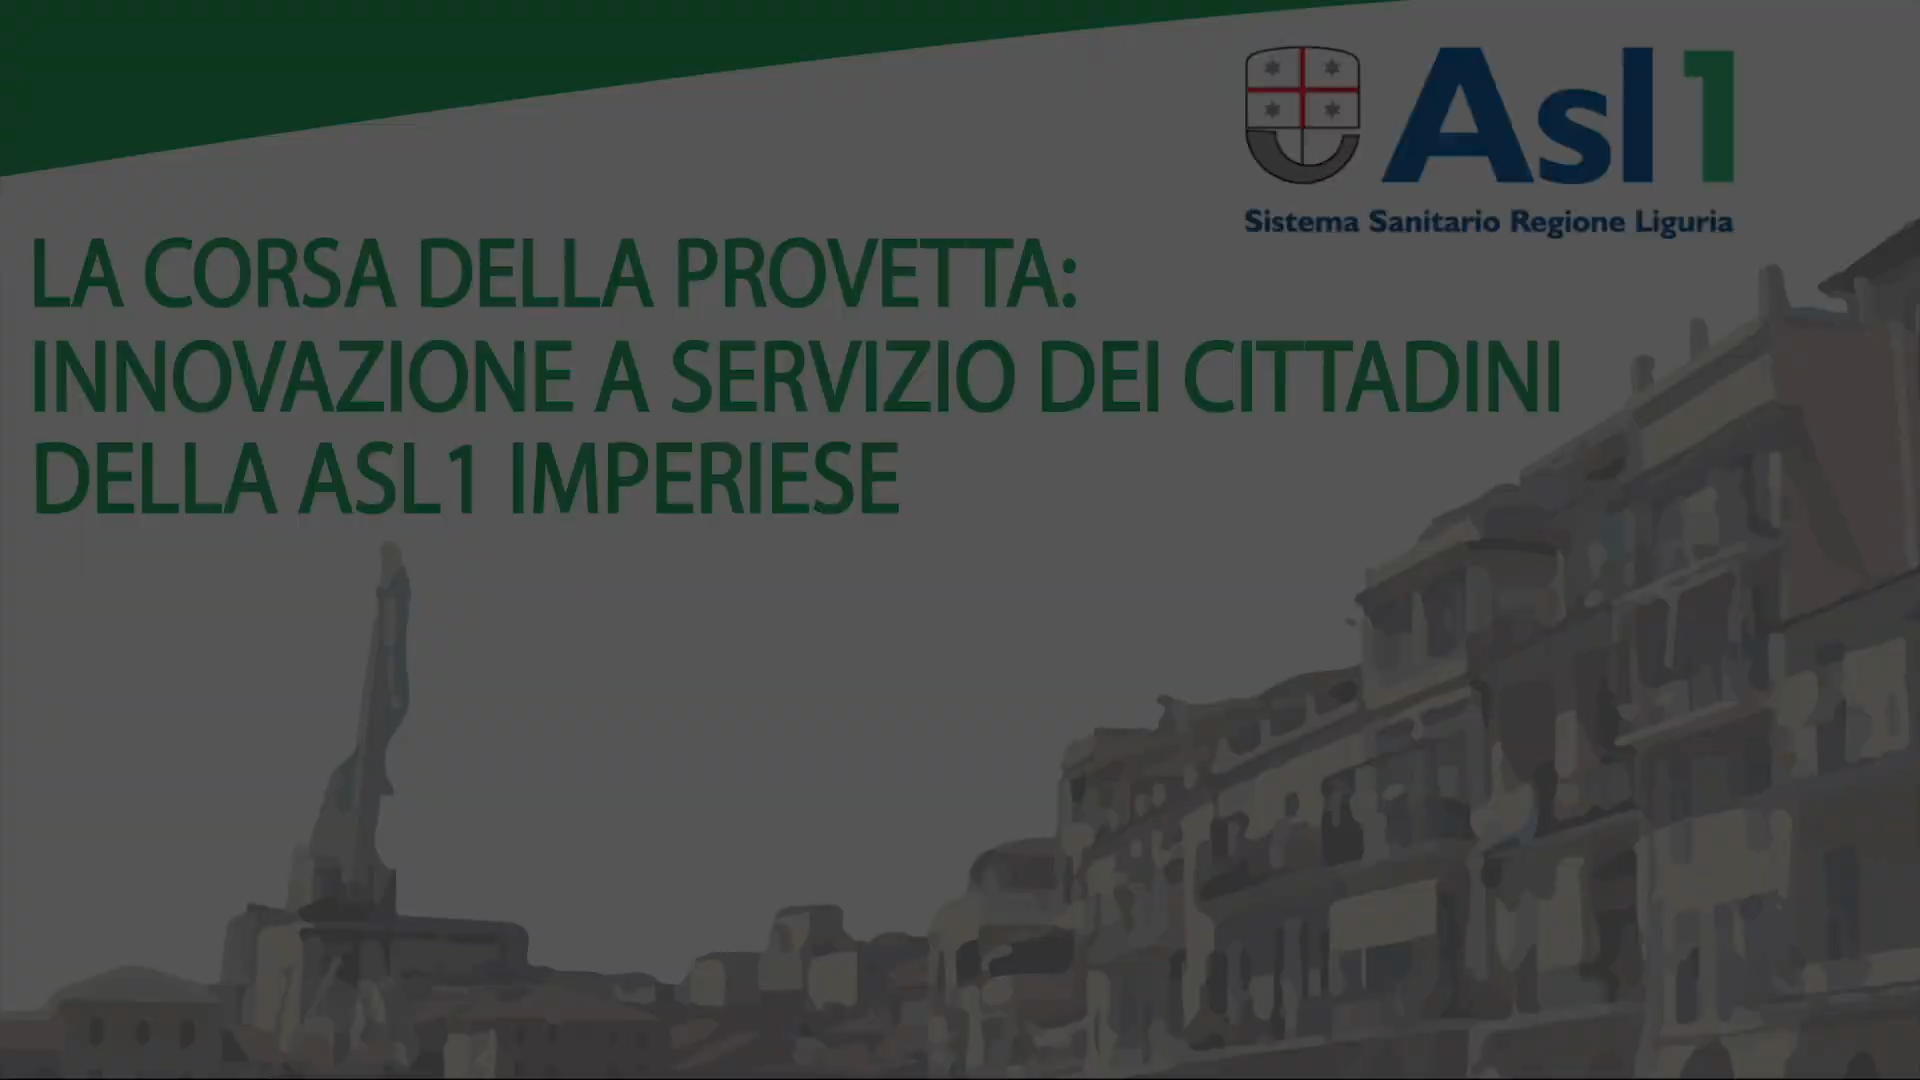 Asl1
Sistema Sanitario Regione Liguria
LA CORSA DELLA PROVETTA:
INNOVAZIONE A SERVIZIO DEI CITTADINI
DELLA ASL1 IMPERIESE